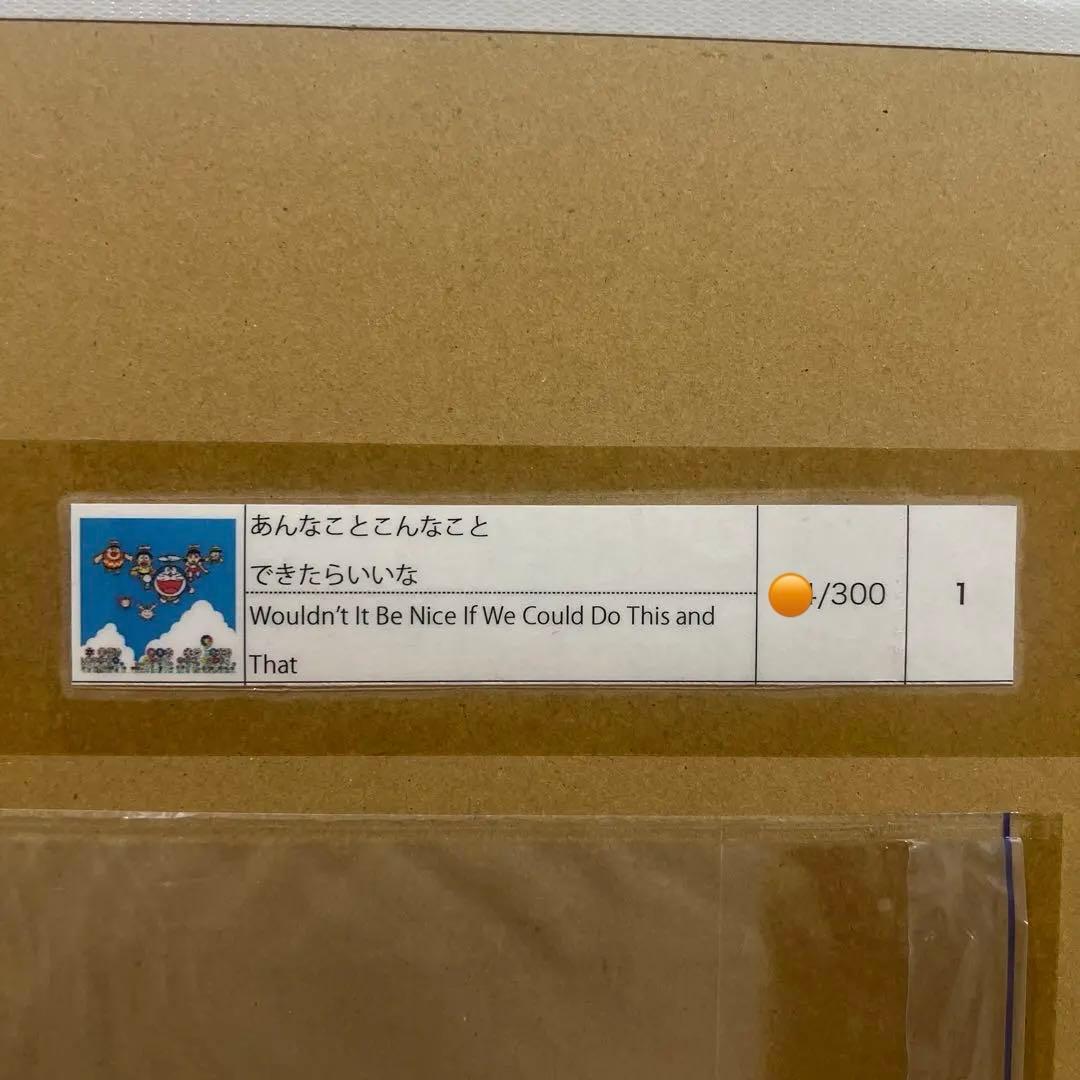 あんなことこんなこと
できたらいいな
Wouldn't It Be Nice If We Could Do This and
That
/300
1